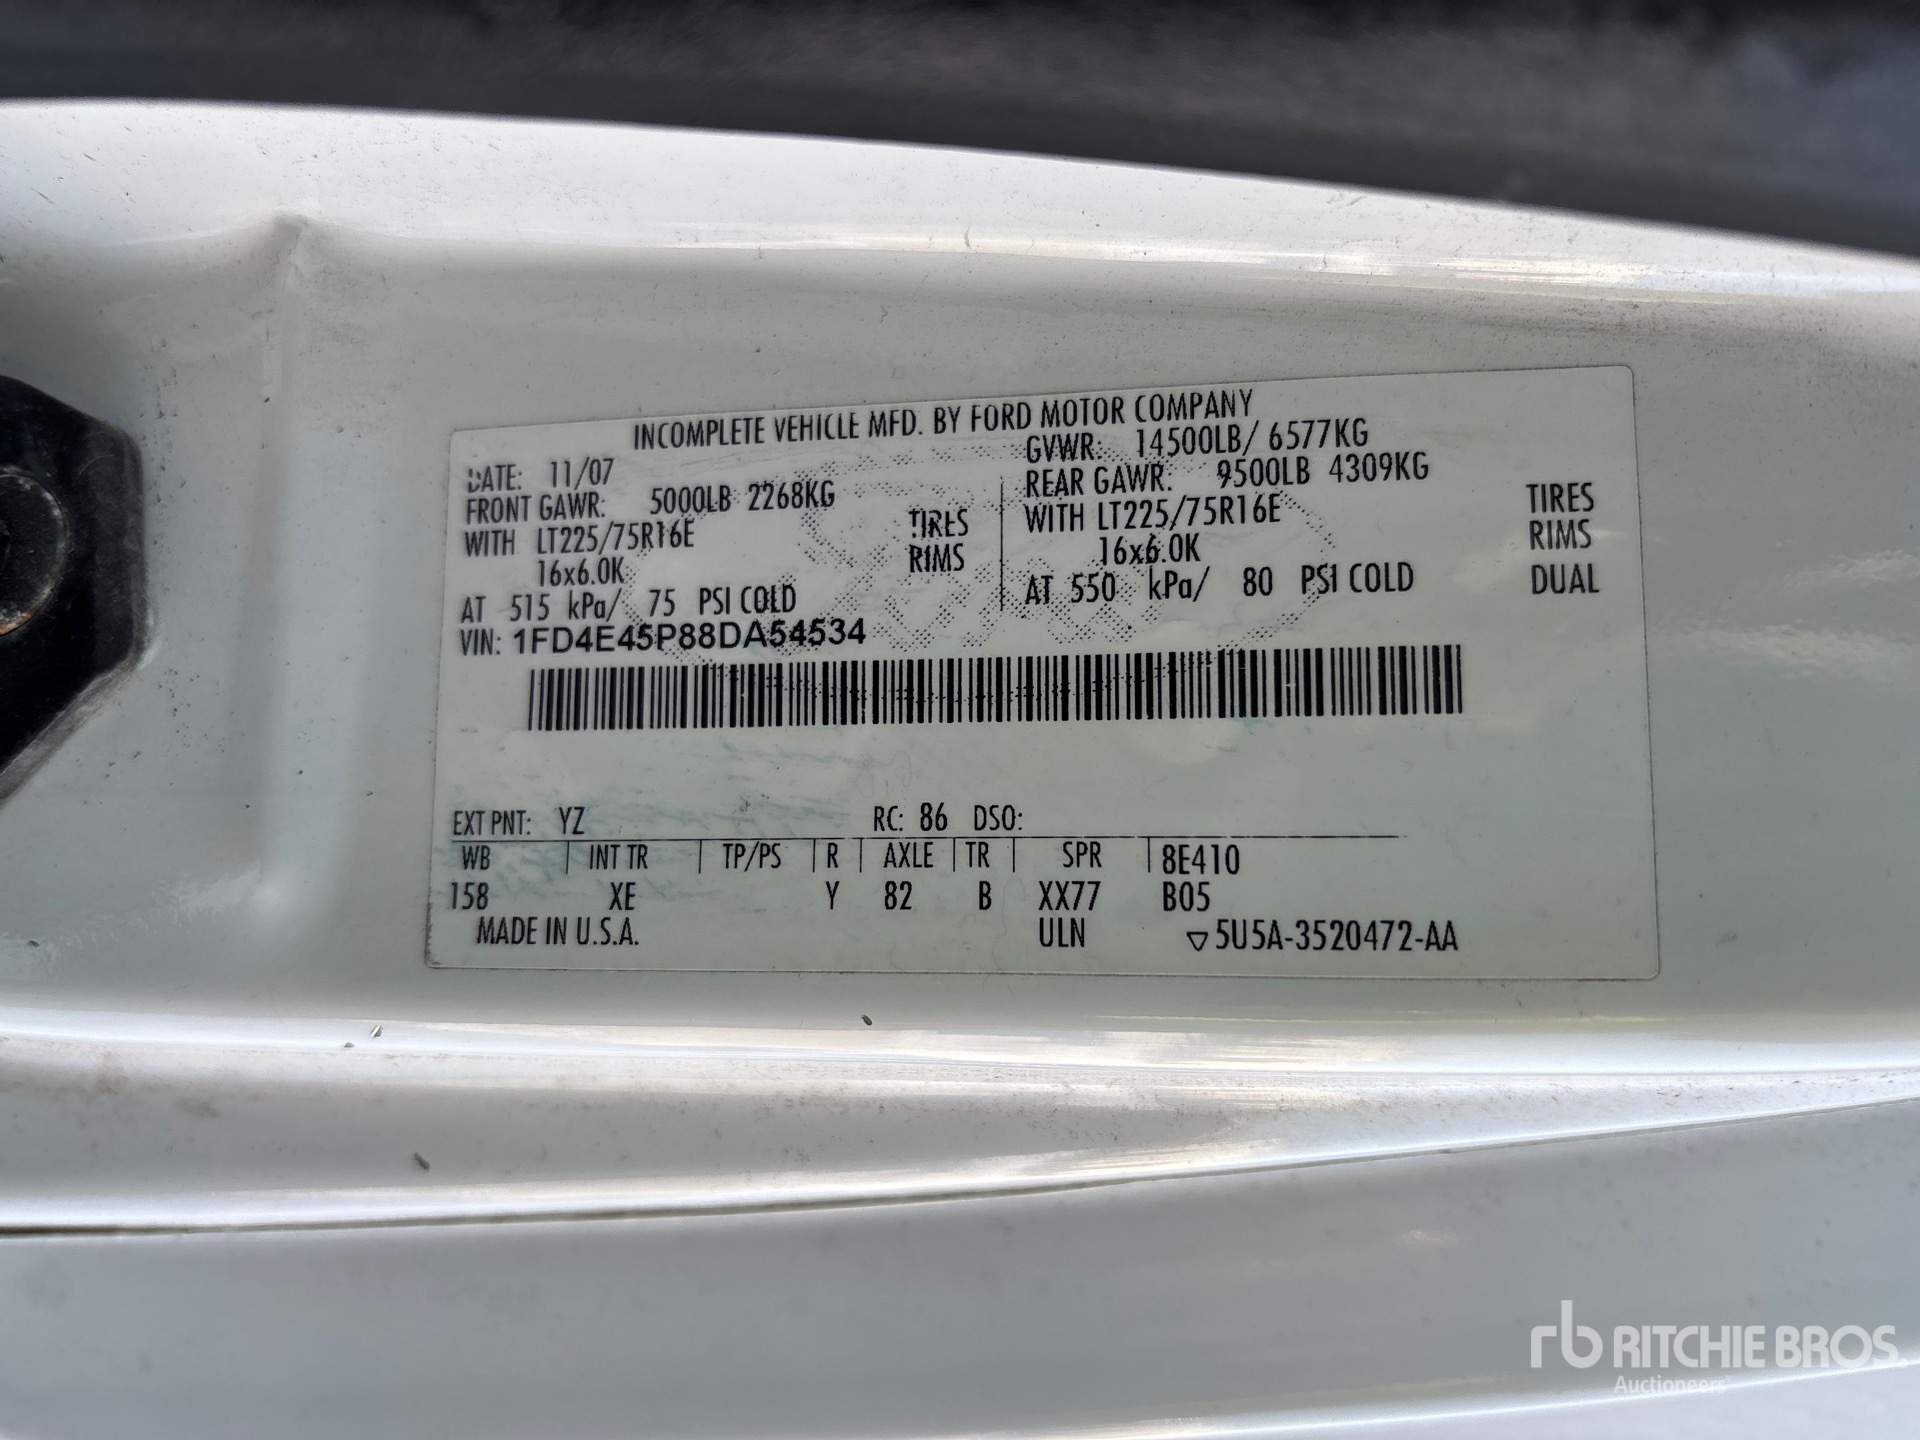 INCOMPLETE VEHICLE MFD. BY FORD MOTOR COMPANY
DATE: 11/07
GVWR: 14500LB/ 6577KG
FRONT GAWR: 5000LB 2268KG
REAR GAWR: 9500LB 4309KG
WITH LT225/75R16E TIRES
WITH LT225/75R16E TIRES
16x6.0K RIMS
16x6.0K RIMS
AT 515 kPa/ 75 PSI COLD
AT 550 kPa/ 80 PSI COLD DUAL
VIN: 1FD4E45P88DA54534
EXT PNT: YZ RC: 86 DSO:
WB INT TR TP/PS R AXLE TR SPR 8E410
158 XE Y 82 B XX77 B05
MADE IN U.S.A. ULN 5U5A-3520472-AA
rb RITCHIE BROS.
Auctioneers